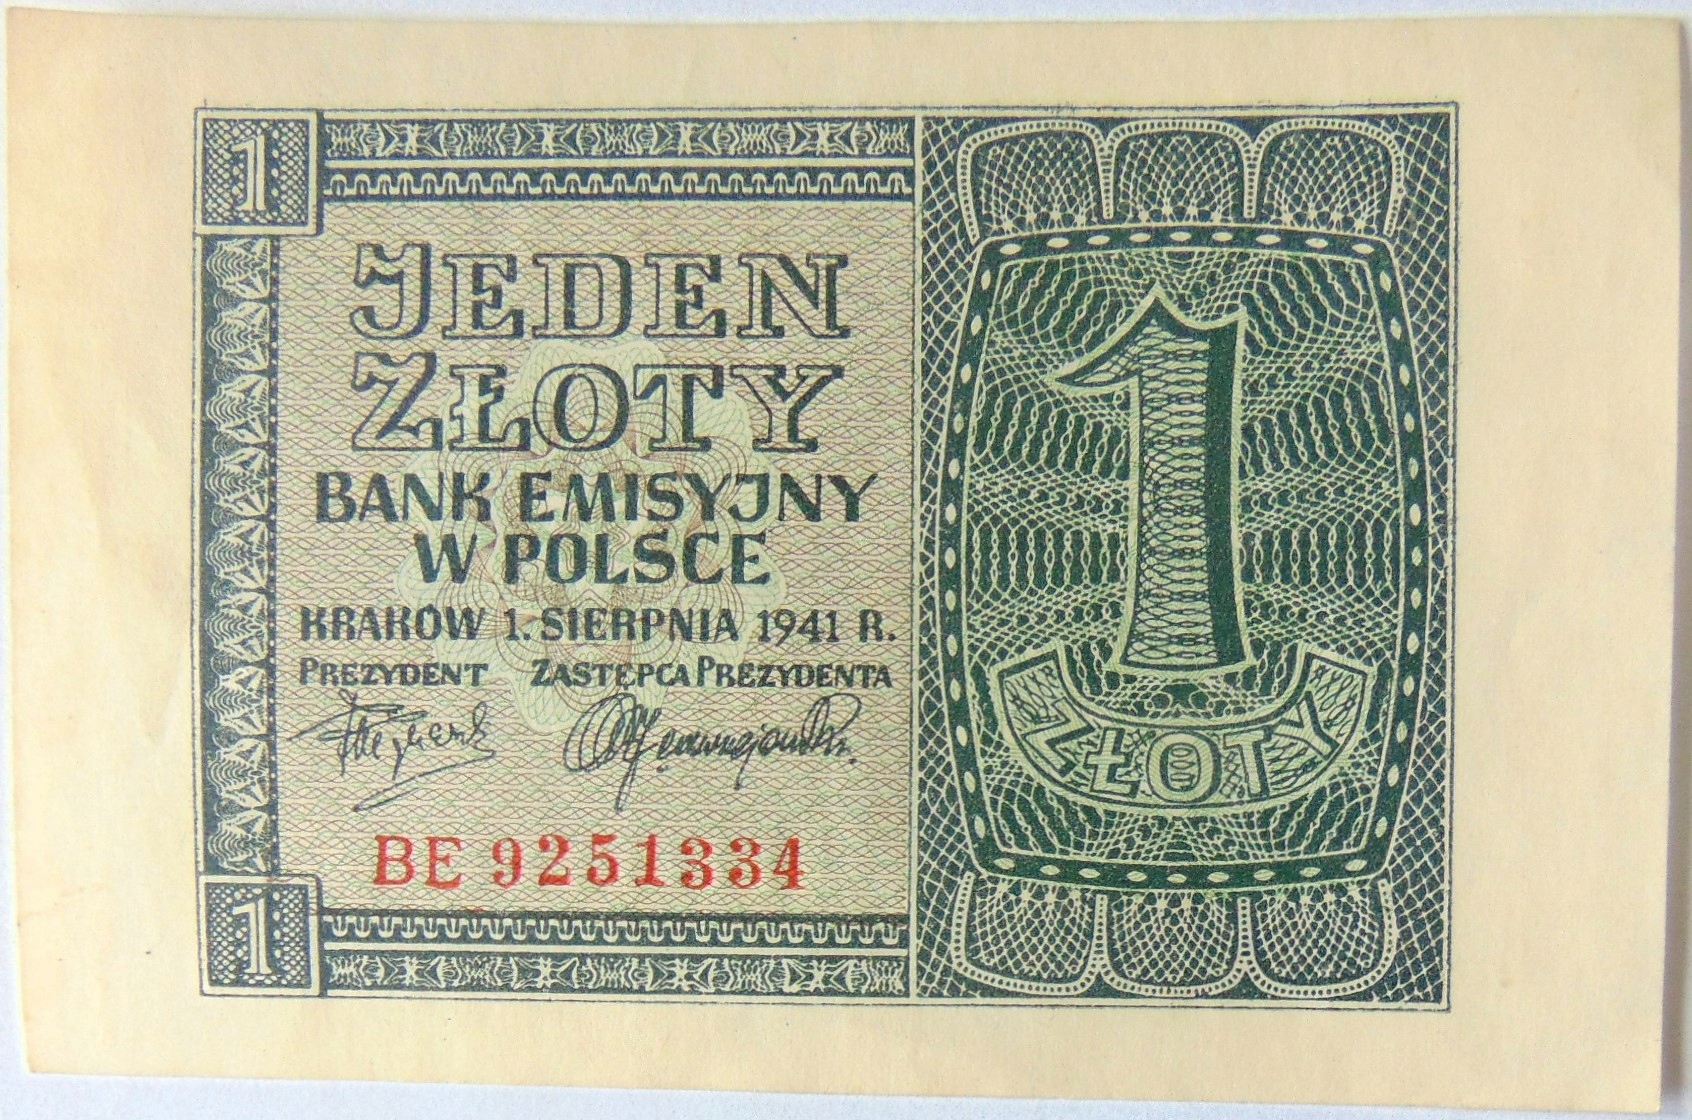 1
JEDEN
ZŁOTY
BANK EMISYJNY
W POLSCE
KRAKÓW 1. SIERPNIA 1941 R.
PREZYDENT ZASTĘPCA PREZYDENTA
BE 9251334
1
1
ZŁOTY